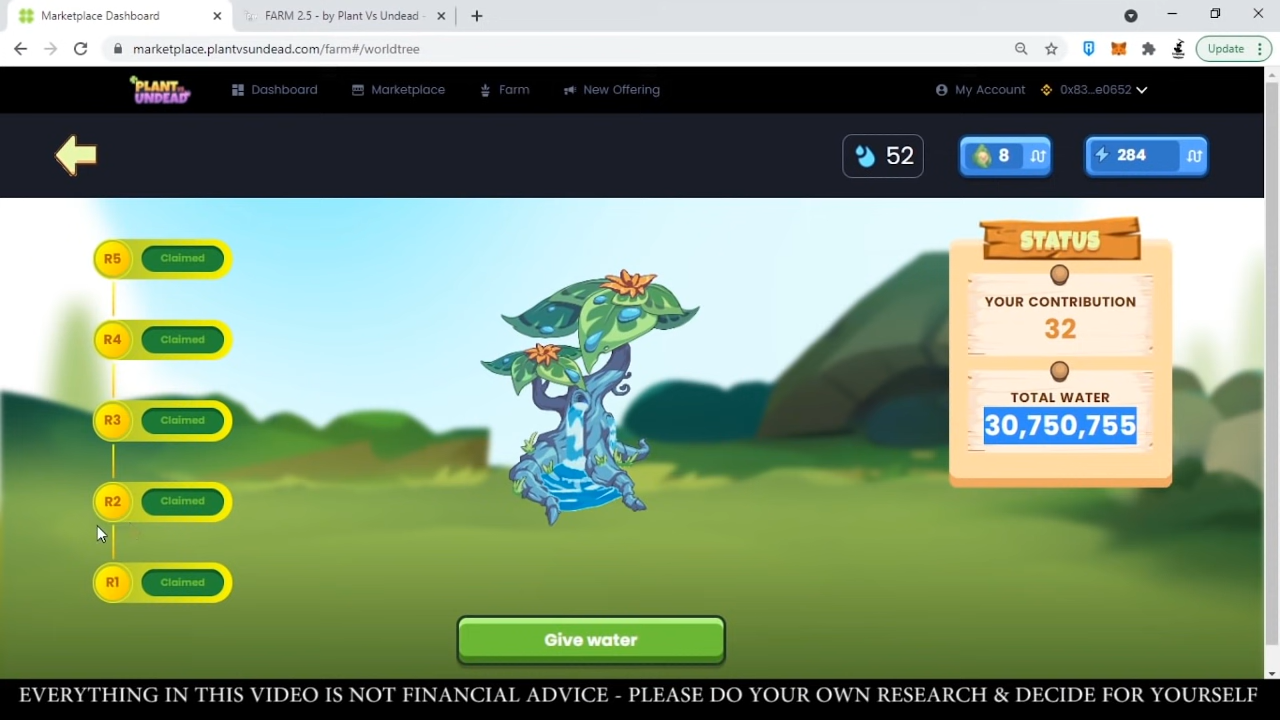 Marketplace Dashboard
FARM 2.5 - by Plant Vs Undead -
marketplace.plantvsundead.com/farm#/worldtree
Update
PLANT VS UNDEAD
Dashboard
Marketplace
Farm
New Offering
My Account
0x83...e0652
52
8
284
R5 Claimed
R4 Claimed
R3 Claimed
R2 Claimed
R1 Claimed
STATUS
YOUR CONTRIBUTION
32
TOTAL WATER
30,750,755
Give water
EVERYTHING IN THIS VIDEO IS NOT FINANCIAL ADVICE - PLEASE DO YOUR OWN RESEARCH & DECIDE FOR YOURSELF